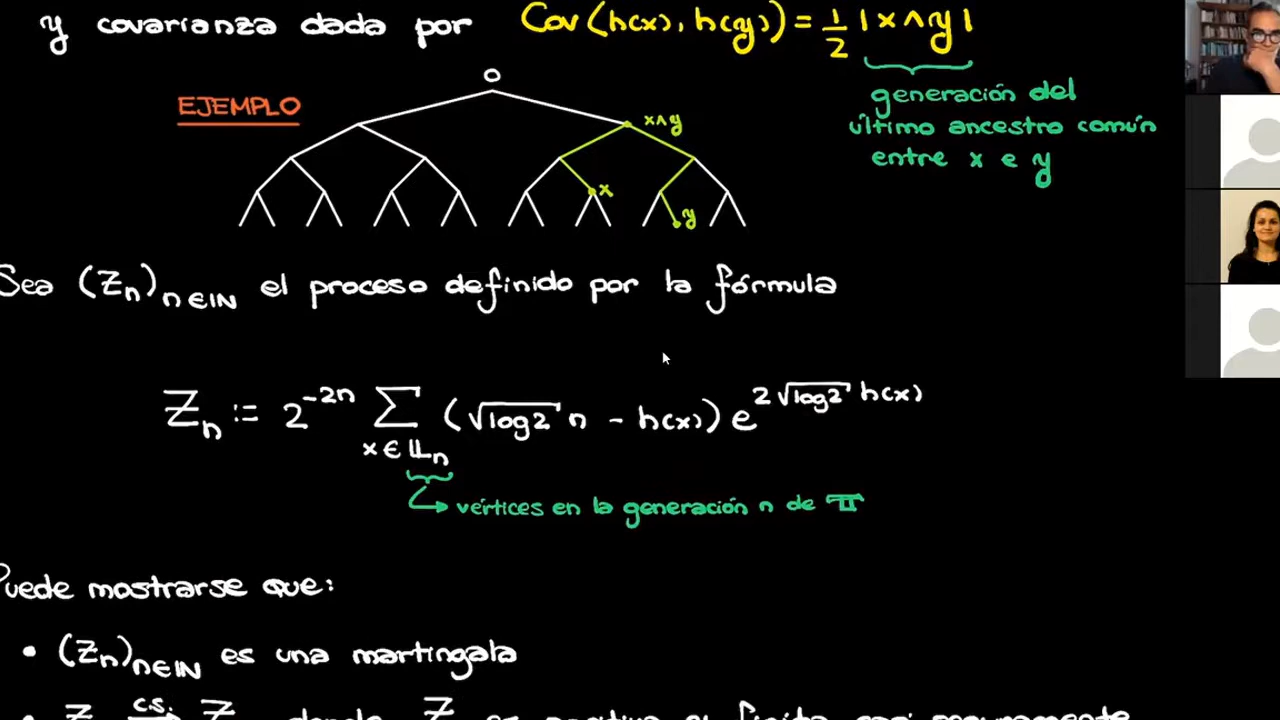 y covarianza dada por Cov(h(x), h(y)) = 1/2 |x∧y|
generación del
último ancestro común
entre x e y
EJEMPLO
0
x∧y
x
y
Sea (Zn)n∈ℕ el proceso definido por la fórmula
Zn := 2^{-2n} Σ_{x∈𝕃n} (√log2 n - h(x)) e^{2√log2 h(x)}
vértices en la generación n de 𝕋
Puede mostrarse que:
• (Zn)n∈ℕ es una martingala